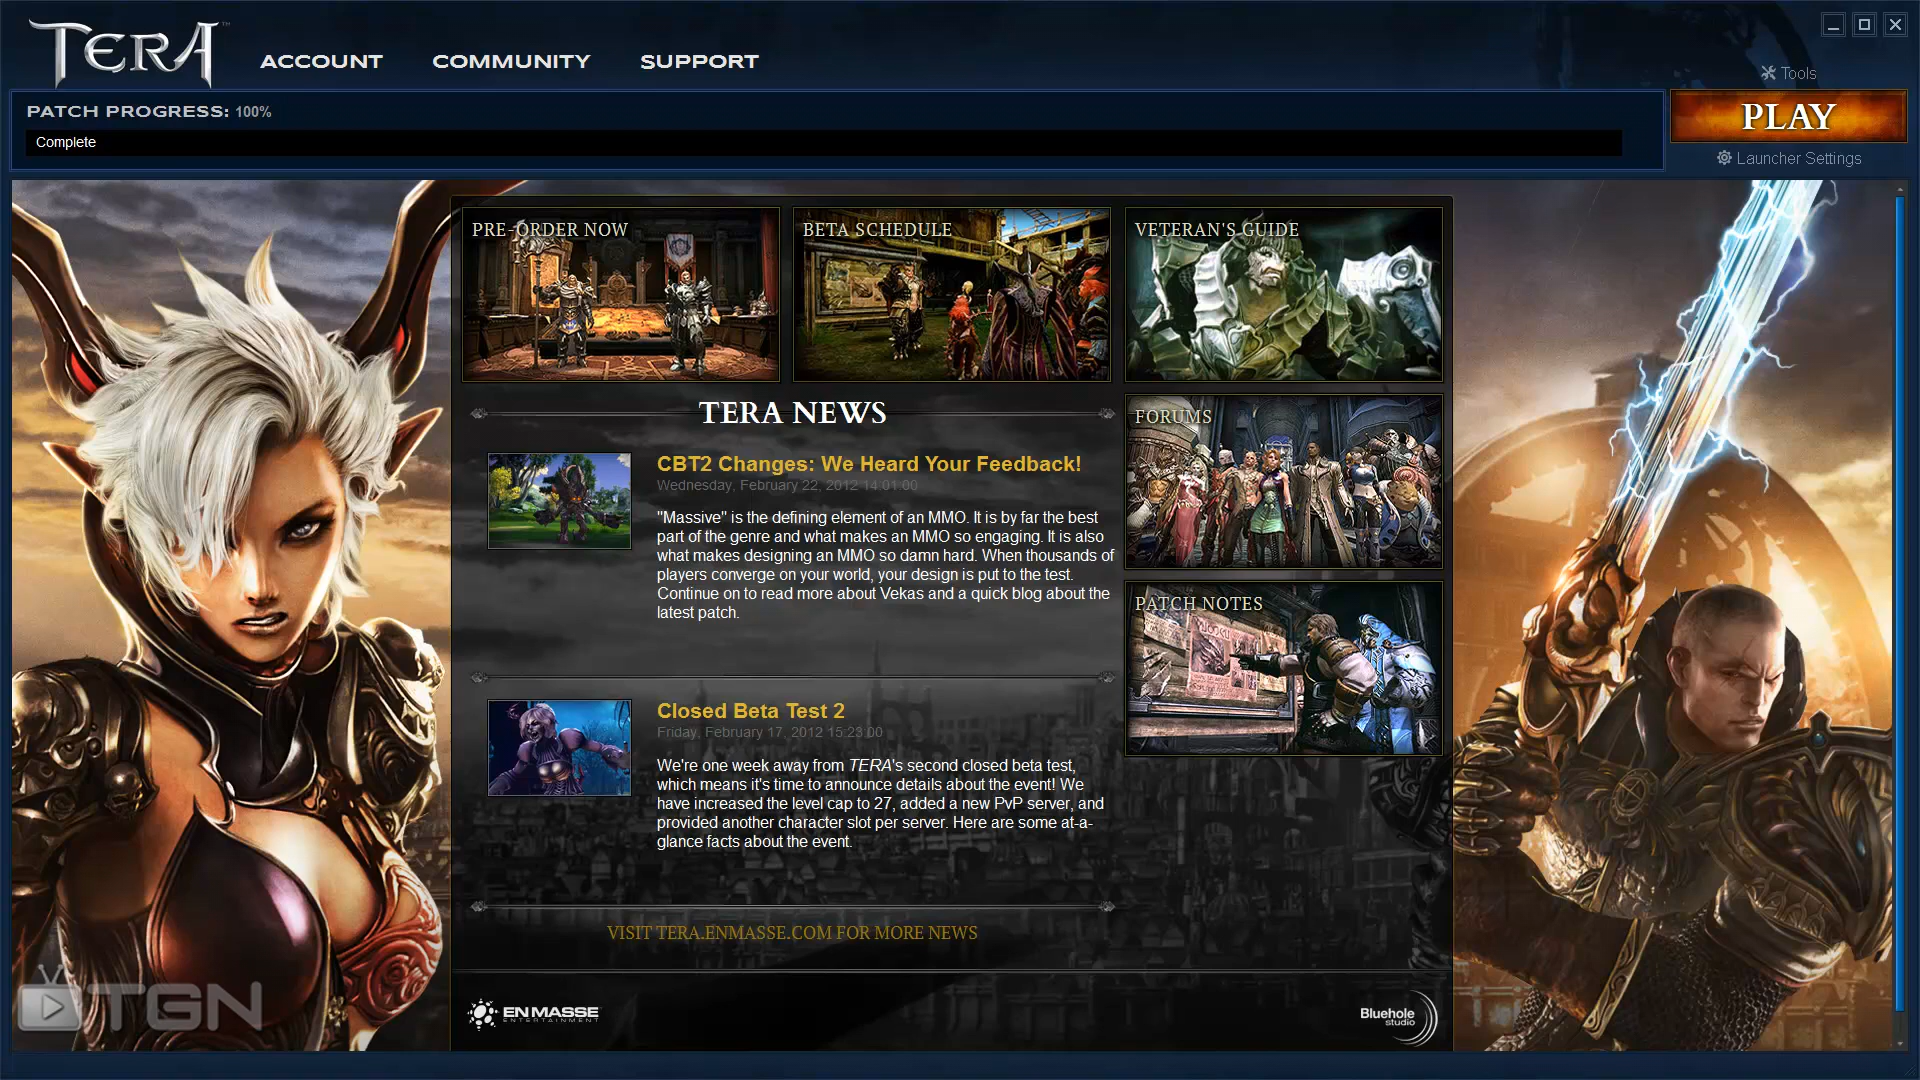 TERA™
ACCOUNT
COMMUNITY
SUPPORT
Tools
PATCH PROGRESS: 100%
Complete
PLAY
Launcher Settings
PRE-ORDER NOW
BETA SCHEDULE
VETERAN'S GUIDE
TERA NEWS
CBT2 Changes: We Heard Your Feedback!
Wednesday, February 22, 2012 14:01:00
"Massive" is the defining element of an MMO. It is by far the best
part of the genre and what makes an MMO so engaging. It is also
what makes designing an MMO so damn hard. When thousands of
players converge on your world, your design is put to the test.
Continue on to read more about Vekas and a quick blog about the
latest patch.
FORUMS
PATCH NOTES
Closed Beta Test 2
Friday, February 17, 2012 15:23:00
We're one week away from TERA's second closed beta test,
which means it's time to announce details about the event! We
have increased the level cap to 27, added a new PvP server, and
provided another character slot per server. Here are some at-a-
glance facts about the event.
VISIT TERA.ENMASSE.COM FOR MORE NEWS
TGN
EN MASSE
ENTERTAINMENT
Bluehole
studio